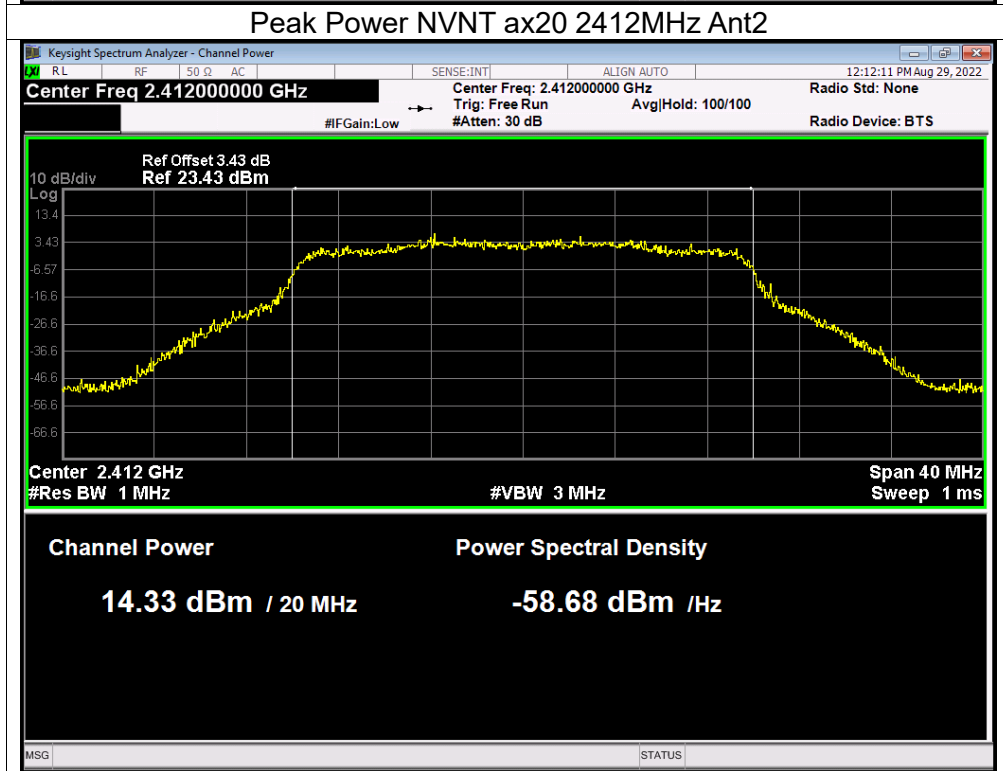 Peak Power NVNT ax20 2412MHz Ant2
Keysight Spectrum Analyzer - Channel Power
LXI RL RF 50 Ω AC SENSE:INT ALIGN AUTO 12:12:11 PM Aug 29, 2022
Center Freq 2.412000000 GHz Center Freq: 2.412000000 GHz Radio Std: None
Trig: Free Run Avg|Hold: 100/100
#IFGain:Low #Atten: 30 dB Radio Device: BTS
Ref Offset 3.43 dB
10 dB/div Ref 23.43 dBm
Log
13.4
3.43
-6.57
-16.6
-26.6
-36.6
-46.6
-56.6
-66.6
Center 2.412 GHz Span 40 MHz
#Res BW 1 MHz #VBW 3 MHz Sweep 1 ms
Channel Power Power Spectral Density
14.33 dBm / 20 MHz -58.68 dBm /Hz
MSG STATUS